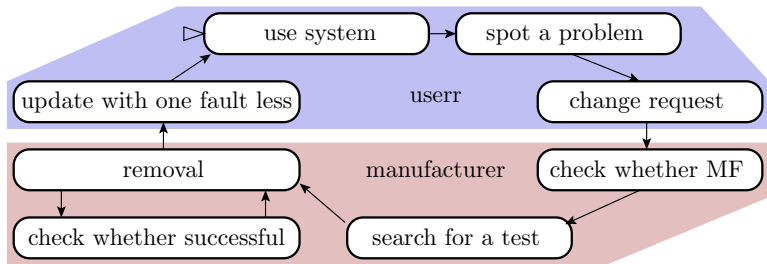 use system
spot a problem
update with one fault less
userr
change request
removal
manufacturer
check whether MF
check whether successful
search for a test